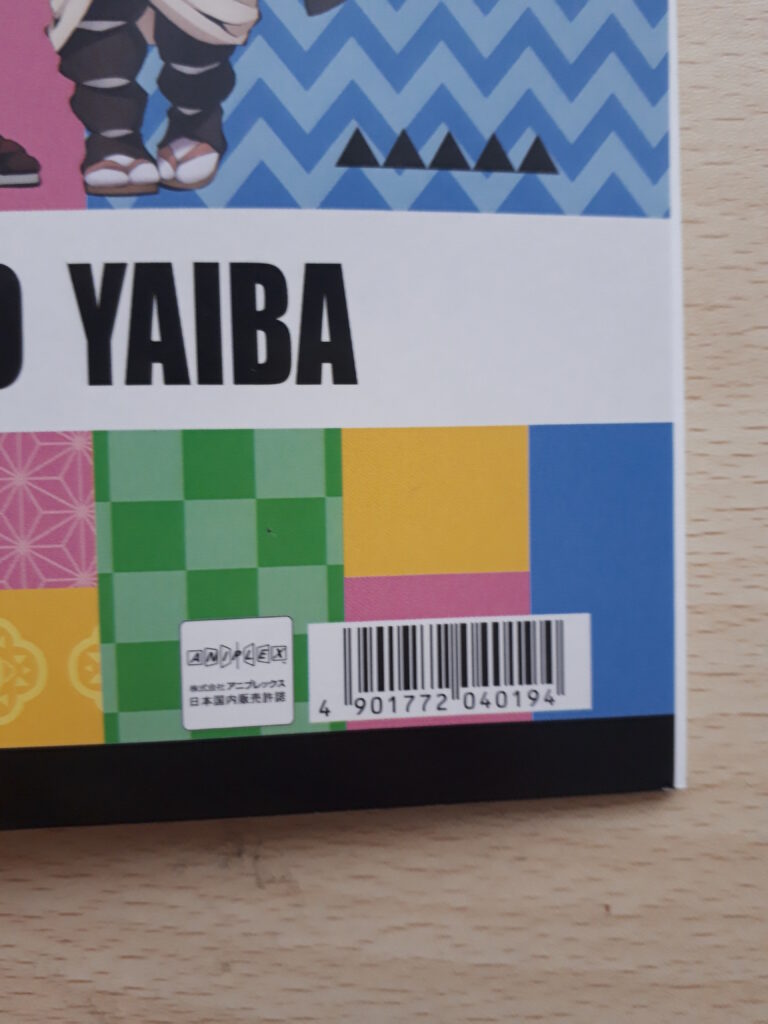 YAIBA
ANIPLEX
株式会社 アニプレックス
日本国内販売許諾
4 901772 040194